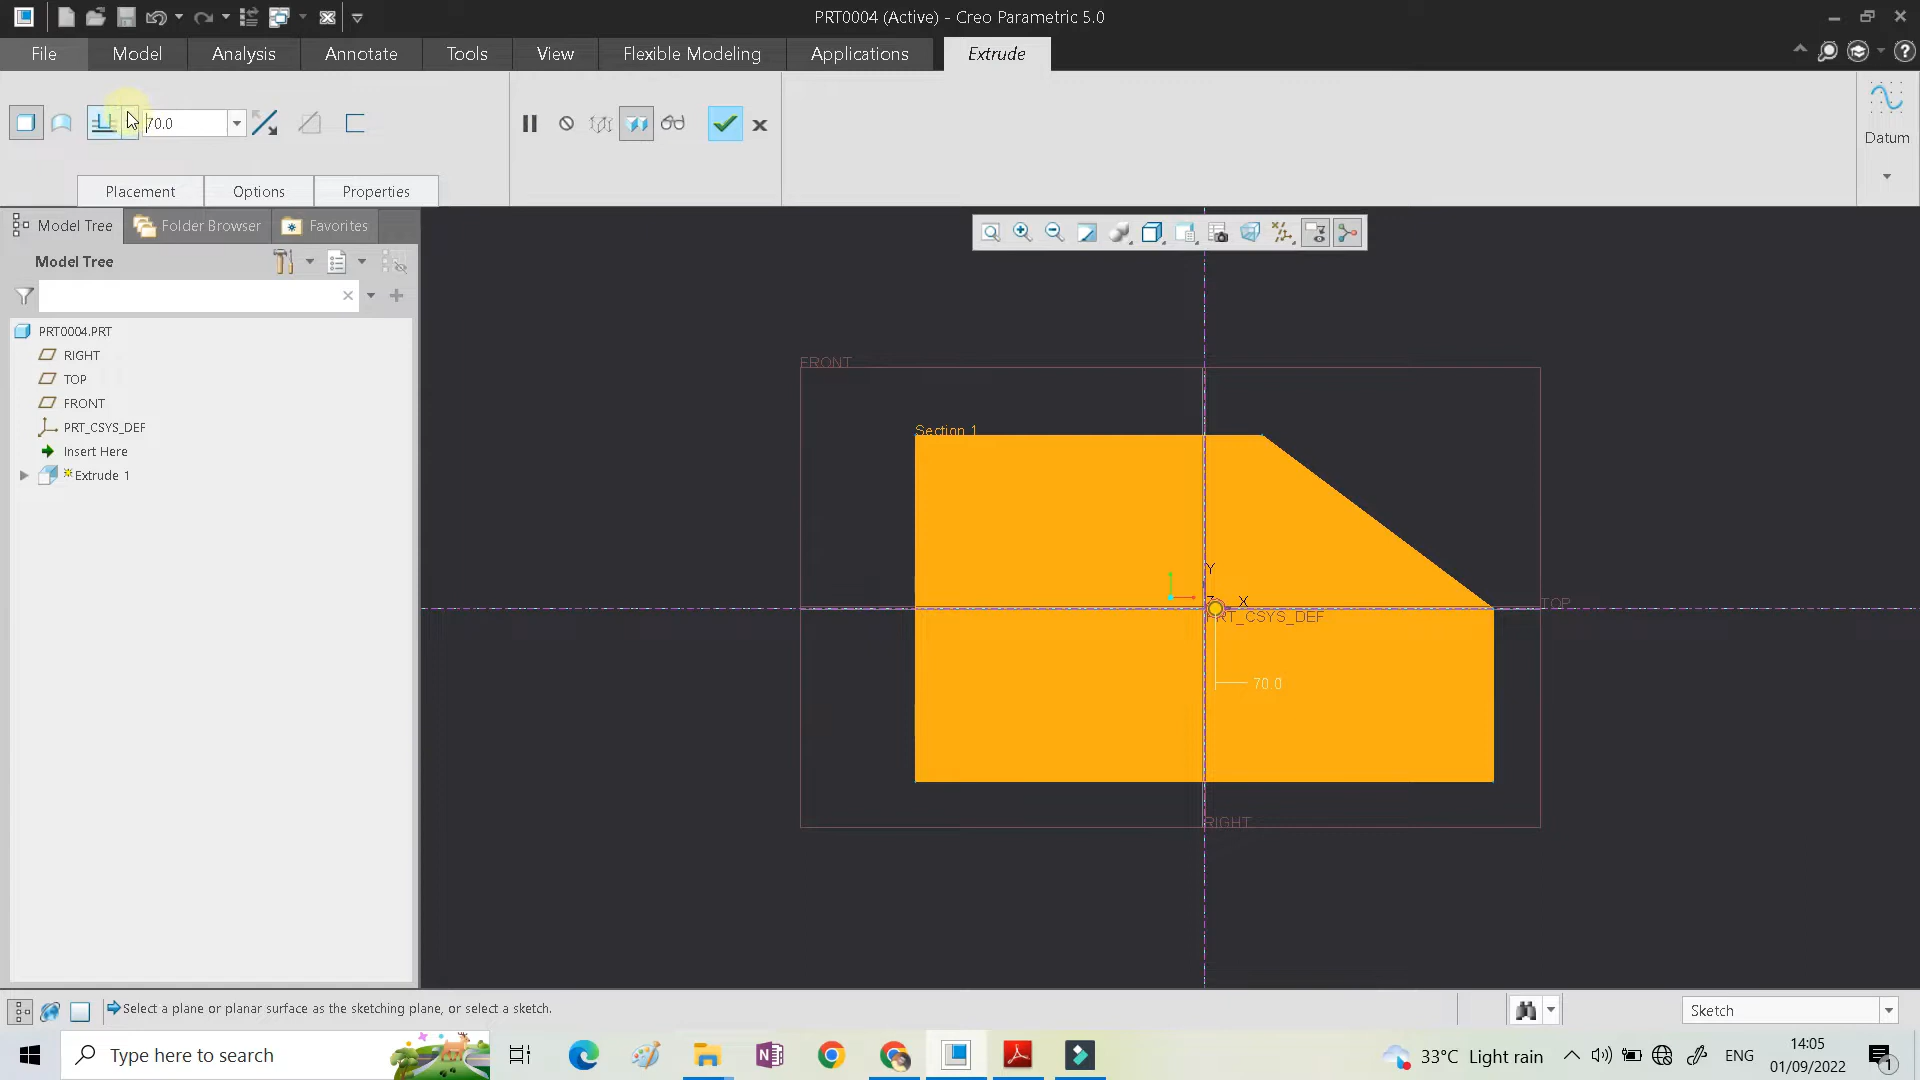 PRT0004 (Active) - Creo Parametric 5.0
File Model Analysis Annotate Tools View Flexible Modeling Applications Extrude
70.0
Datum
Placement Options Properties
Model Tree Folder Browser Favorites
Model Tree
PRT0004.PRT
RIGHT
TOP
FRONT
PRT_CSYS_DEF
Insert Here
Extrude 1
FRONT
Section 1
Y
X
TOP
PRT_CSYS_DEF
70.0
RIGHT
Select a plane or planar surface as the sketching plane, or select a sketch.
Sketch
Type here to search
33°C Light rain
ENG
14:05
01/09/2022
1